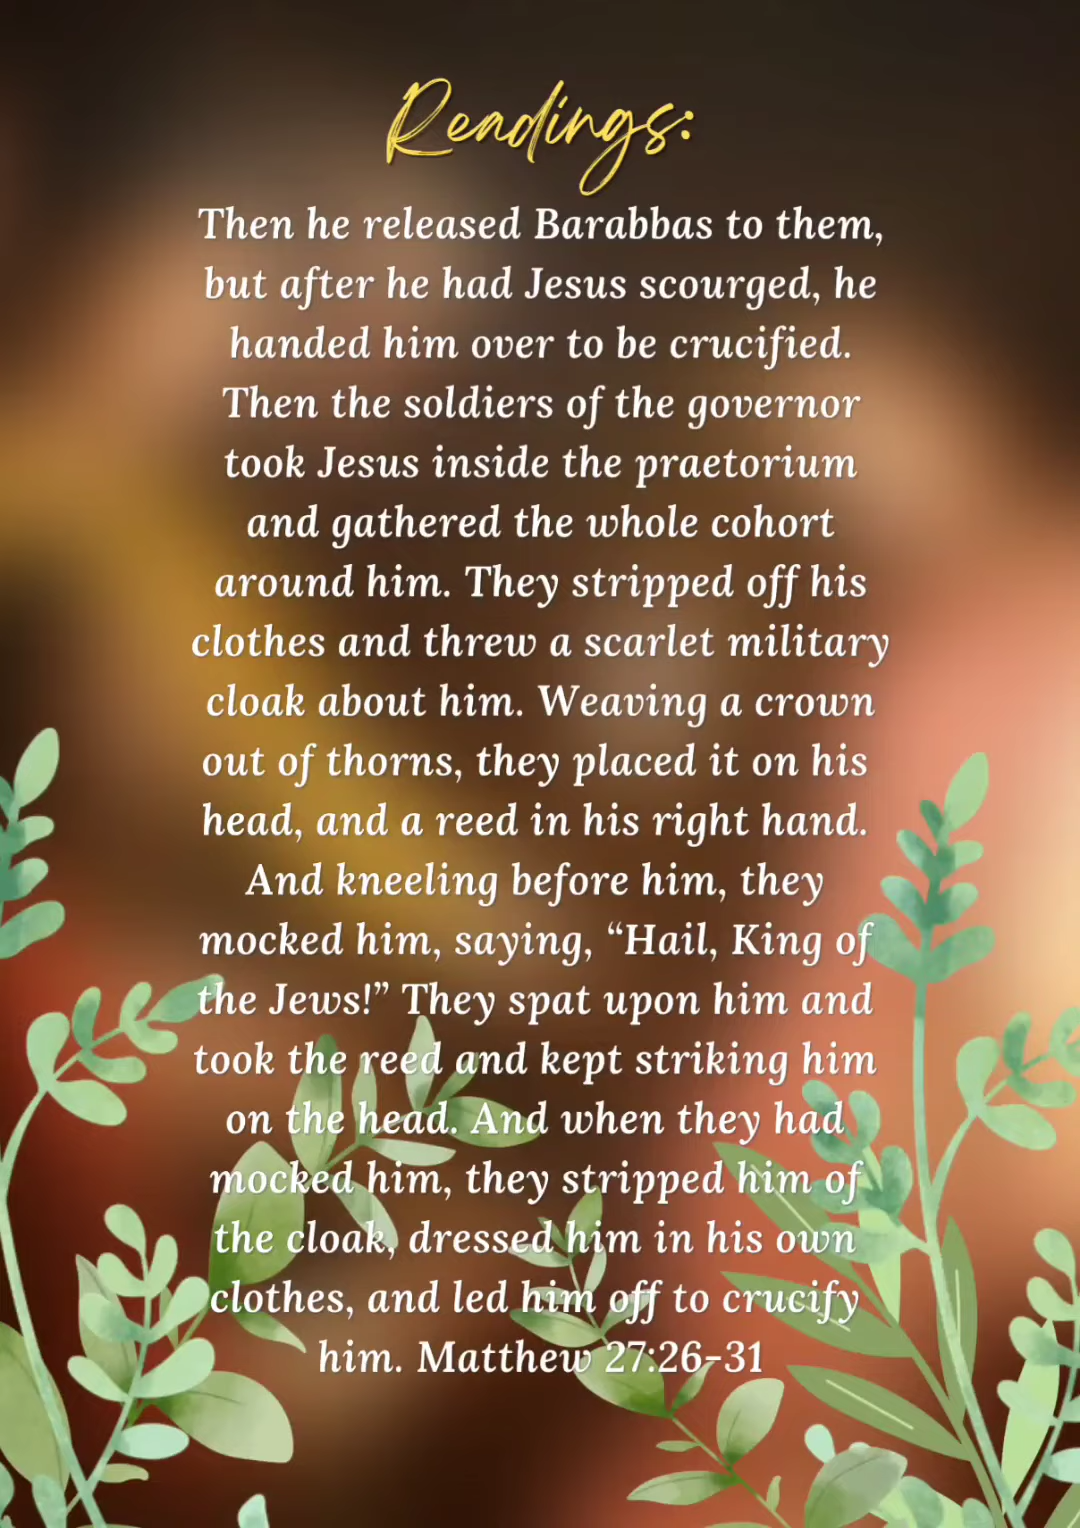 Readings:
Then he released Barabbas to them,
but after he had Jesus scourged, he
handed him over to be crucified.
Then the soldiers of the governor
took Jesus inside the praetorium
and gathered the whole cohort
around him. They stripped off his
clothes and threw a scarlet military
cloak about him. Weaving a crown
out of thorns, they placed it on his
head, and a reed in his right hand.
And kneeling before him, they
mocked him, saying, “Hail, King of
the Jews!” They spat upon him and
took the reed and kept striking him
on the head. And when they had
mocked him, they stripped him of
the cloak, dressed him in his own
clothes, and led him off to crucify
him. Matthew 27:26-31